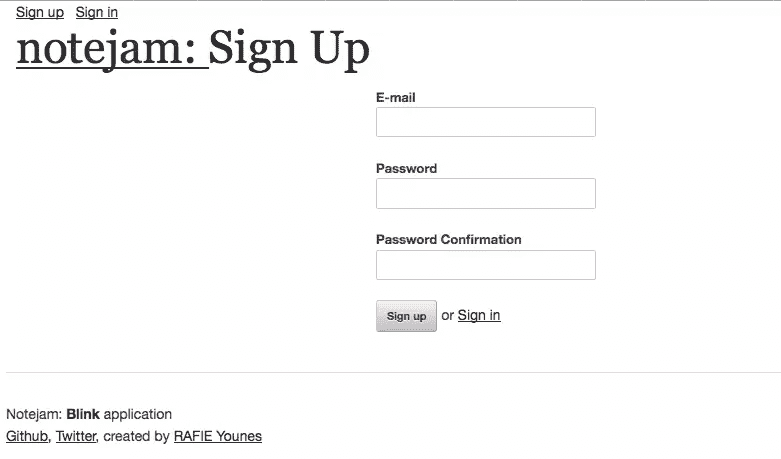 Sign up Sign in
notejam: Sign Up
E-mail
Password
Password Confirmation
Sign up or Sign in
Notejam: Blink application
Github, Twitter, created by RAFIE Younes